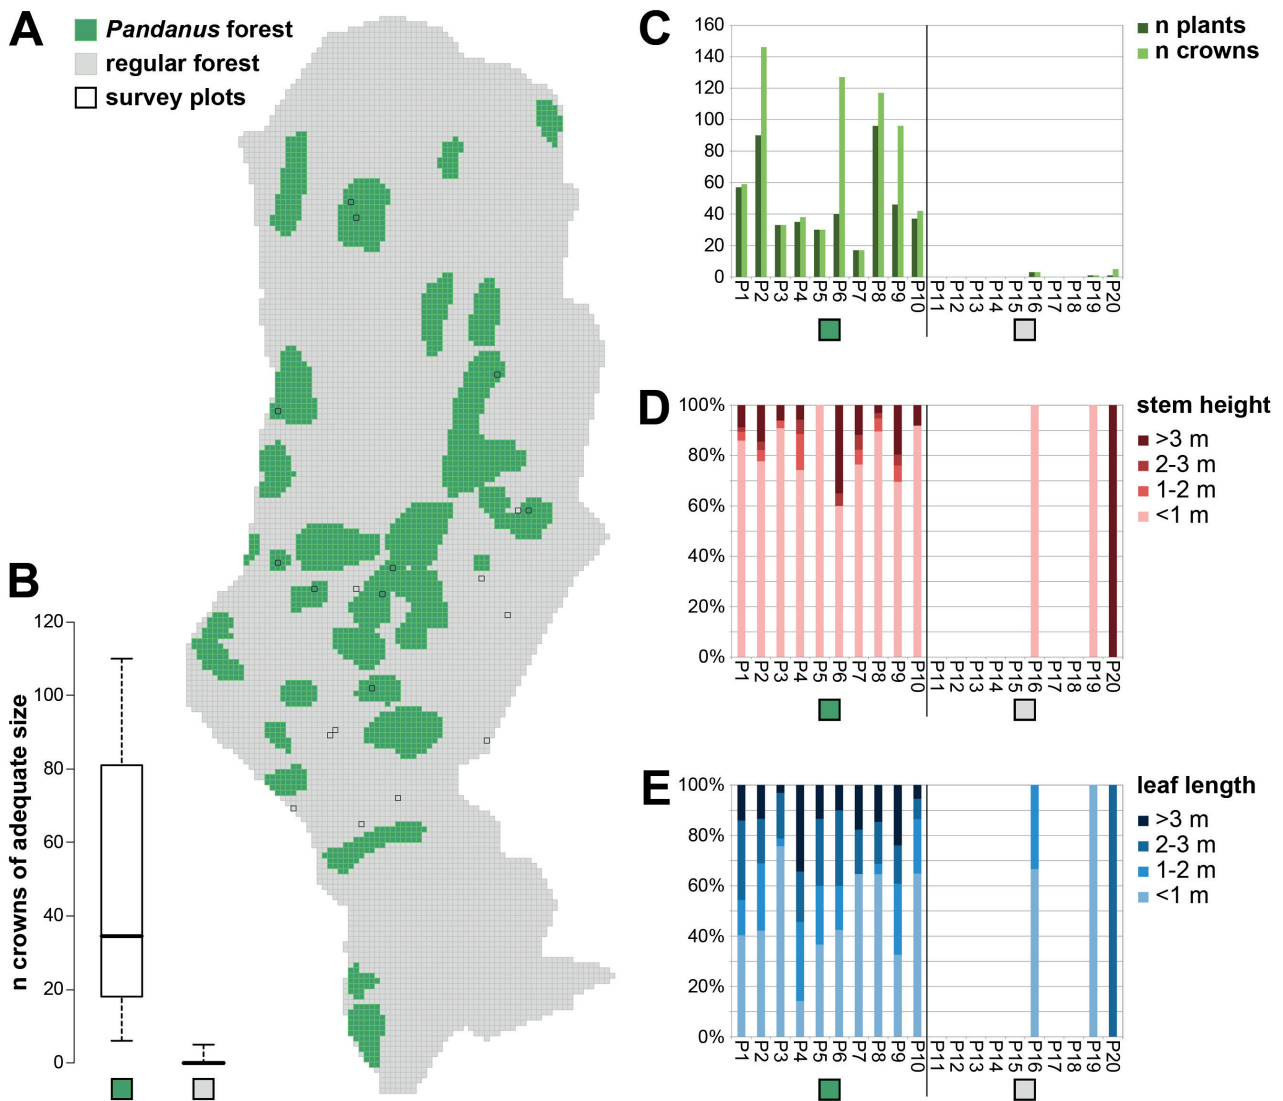 A
Pandanus forest
regular forest
survey plots
B
n crowns of adequate size
120
100
80
60
40
20
0
C
n plants
n crowns
160
140
120
100
80
60
40
20
0
P1 P2 P3 P4 P5 P6 P7 P8 P9 P10 P11 P12 P13 P14 P15 P16 P17 P18 P19 P20
D
stem height
>3 m
2-3 m
1-2 m
<1 m
100%
80%
60%
40%
20%
0%
P1 P2 P3 P4 P5 P6 P7 P8 P9 P10 P11 P12 P13 P14 P15 P16 P17 P18 P19 P20
E
leaf length
>3 m
2-3 m
1-2 m
<1 m
100%
80%
60%
40%
20%
0%
P1 P2 P3 P4 P5 P6 P7 P8 P9 P10 P11 P12 P13 P14 P15 P16 P17 P18 P19 P20